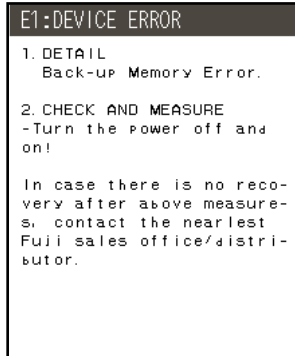 E1:DEVICE ERROR
1. DETAIL
Back-up Memory Error.
2. CHECK AND MEASURE
-Turn the power off and
on!
In case there is no reco-
very after above measure-
s, contact the nearlest
Fuji sales office/distri-
butor.